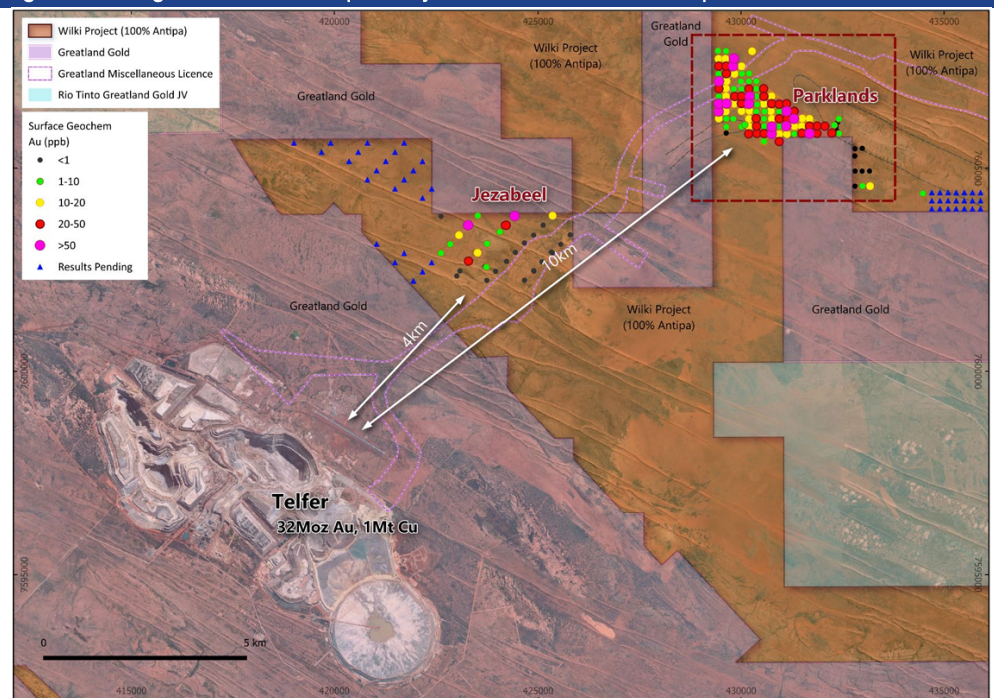 420000
425000
430000
435000
Wilki Project (100% Antipa)
Greatland Gold
Greatland Miscellaneous Licence
Rio Tinto Greatland Gold JV
Surface Geochem
Au (ppb)
<1
1-10
10-20
20-50
>50
Results Pending
Greatland
Gold
Wilki Project
(100% Antipa)
Wilki Project
(100% Antipa)
Greatland Gold
Parklands
7605000
Jezabeel
10km
Greatland Gold
Wilki Project
(100% Antipa)
Greatland Gold
4km
7600000
7600000
Telfer
32Moz Au, 1Mt Cu
7595000
7595000
0
5 km
415000
420000
425000
430000
435000